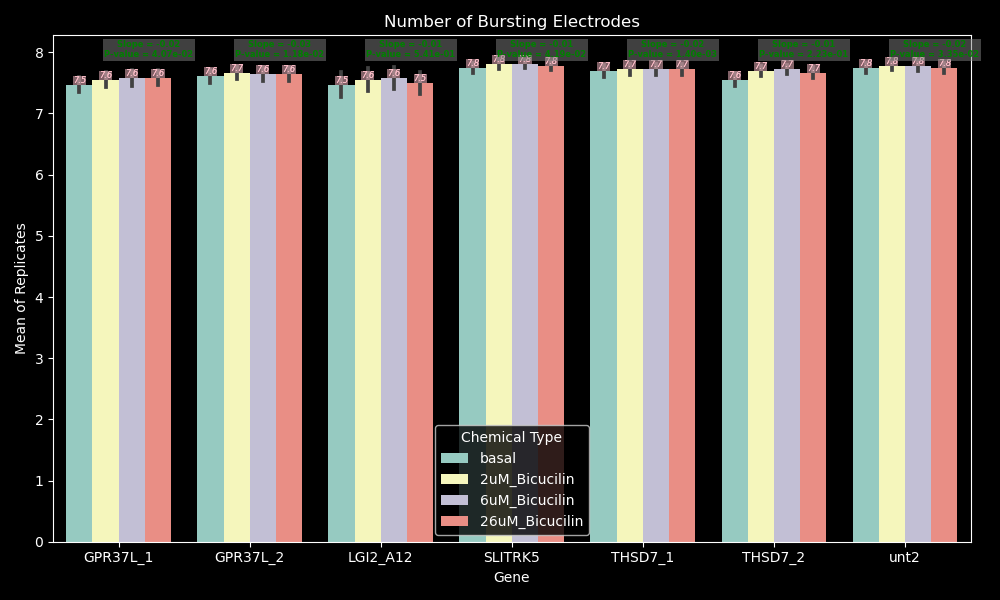 Number of Bursting Electrodes
7.5 7.6 7.6 7.6 7.6 7.7 7.6 7.6 7.5 7.6 7.6 7.5 7.8 7.8 7.8 7.8 7.7 7.7 7.7 7.7 7.6 7.7 7.7 7.7 7.8 7.8 7.8 7.8
Mean of Replicates
8
7
6
5
4
3
2
1
0
Chemical Type
basal
2uM_Bicucilin
6uM_Bicucilin
26uM_Bicucilin
GPR37L_1 GPR37L_2 LGI2_A12 SLITRK5 THSD7_1 THSD7_2 unt2
Gene